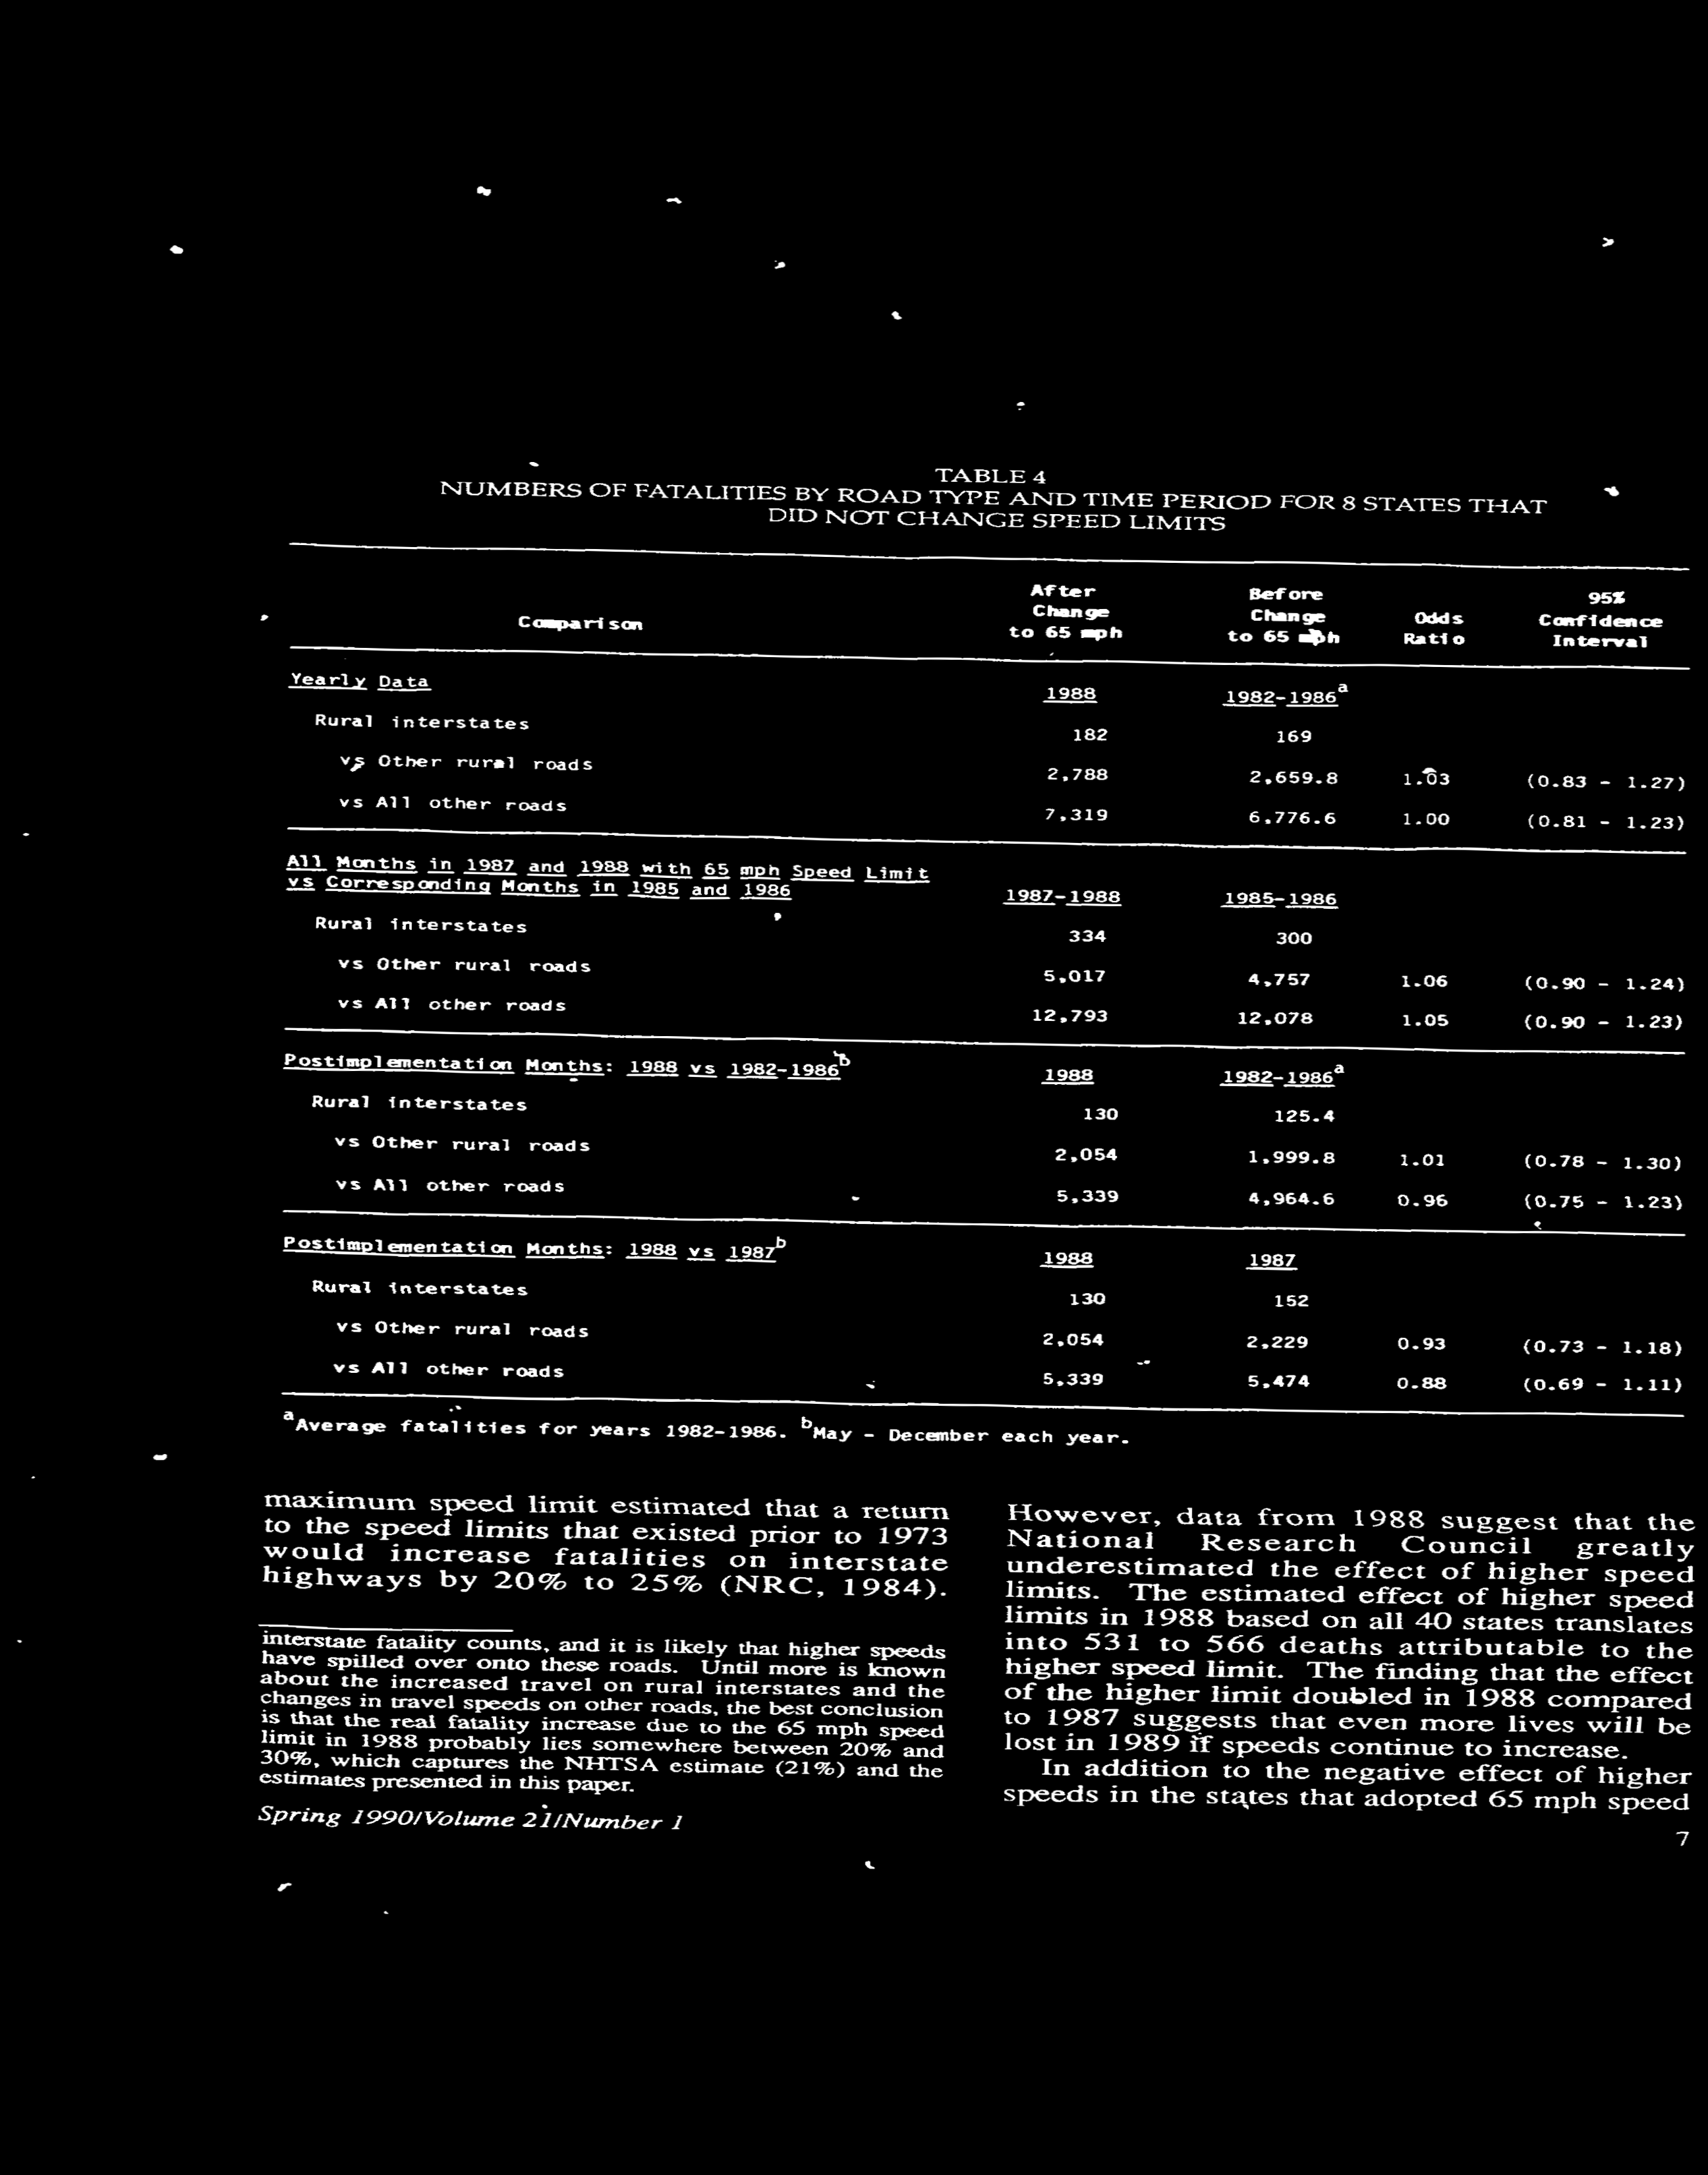 TABLE 4
NUMBERS OF FATALITIES BY ROAD TYPE AND TIME PERIOD FOR 8 STATES THAT
DID NOT CHANGE SPEED LIMITS
Comparison After Change to 65 mph Before Change to 65 mph Odds Ratio 95% Confidence Interval
Yearly Data 1988 1982-1986a
Rural interstates 182 169
vs Other rural roads 2,788 2,659.8 1.03 (0.83 - 1.27)
vs All other roads 7,319 6,776.6 1.00 (0.81 - 1.23)
All Months in 1987 and 1988 with 65 mph Speed Limit
vs Corresponding Months in 1985 and 1986 1987-1988 1985-1986
Rural interstates 334 300
vs Other rural roads 5,017 4,757 1.06 (0.90 - 1.24)
vs All other roads 12,793 12,078 1.05 (0.90 - 1.23)
Postimplementation Months: 1988 vs 1982-1986b 1988 1982-1986a
Rural interstates 130 125.4
vs Other rural roads 2,054 1,999.8 1.01 (0.78 - 1.30)
vs All other roads 5,339 4,964.6 0.96 (0.75 - 1.23)
Postimplementation Months: 1988 vs 1987b 1988 1987
Rural interstates 130 152
vs Other rural roads 2,054 2,229 0.93 (0.73 - 1.18)
vs All other roads 5,339 5,474 0.88 (0.69 - 1.11)
aAverage fatalities for years 1982-1986. bMay - December each year.
maximum speed limit estimated that a return
to the speed limits that existed prior to 1973
would increase fatalities on interstate
highways by 20% to 25% (NRC, 1984).
interstate fatality counts, and it is likely that higher speeds
have spilled over onto these roads. Until more is known
about the increased travel on rural interstates and the
changes in travel speeds on other roads, the best conclusion
is that the real fatality increase due to the 65 mph speed
limit in 1988 probably lies somewhere between 20% and
30%, which captures the NHTSA estimate (21%) and the
estimates presented in this paper.
However, data from 1988 suggest that the
National Research Council greatly
underestimated the effect of higher speed
limits. The estimated effect of higher speed
limits in 1988 based on all 40 states translates
into 531 to 566 deaths attributable to the
higher speed limit. The finding that the effect
of the higher limit doubled in 1988 compared
to 1987 suggests that even more lives will be
lost in 1989 if speeds continue to increase.
In addition to the negative effect of higher
speeds in the states that adopted 65 mph speed
Spring 1990/Volume 21/Number 1
7